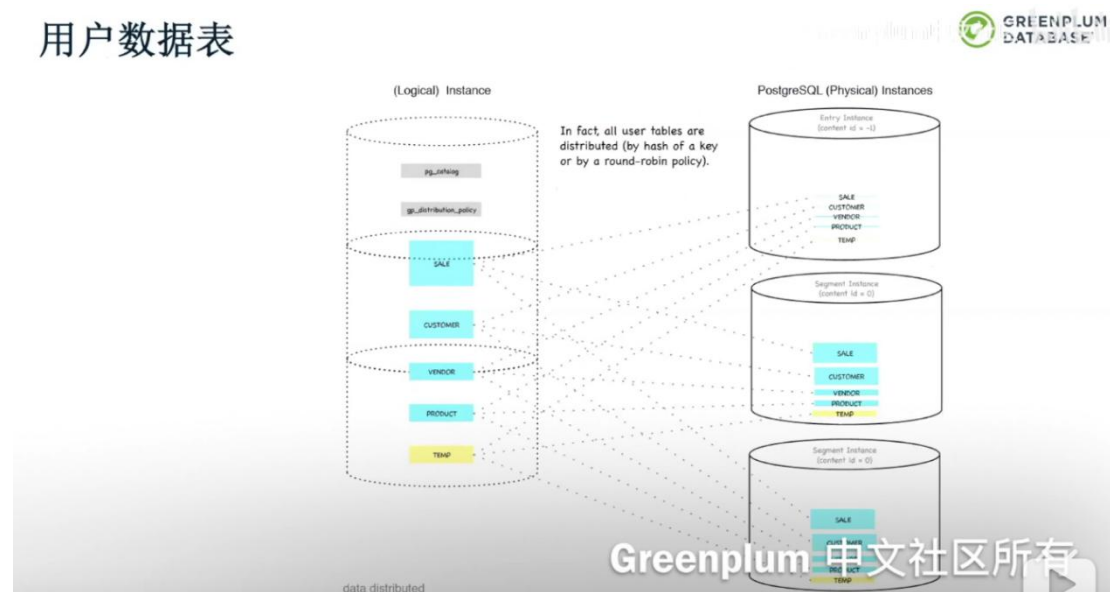 用户数据表
GREENPLUM
DATABASE
(Logical) Instance
PostgreSQL (Physical) Instances
In fact, all user tables are
distributed (by hash of a key
or by a round-robin policy).
pg_catalog
gp_distribution_policy
SALE
CUSTOMER
VENDOR
PRODUCT
TEMP
Entry Instance
(content id = -1)
SALE
CUSTOMER
VENDOR
PRODUCT
TEMP
Segment Instance
(content id = 0)
SALE
CUSTOMER
VENDOR
PRODUCT
TEMP
Segment Instance
(content id = 0)
SALE
CUSTOMER
PRODUCT
TEMP
Greenplum 中文社区所有
data distributed